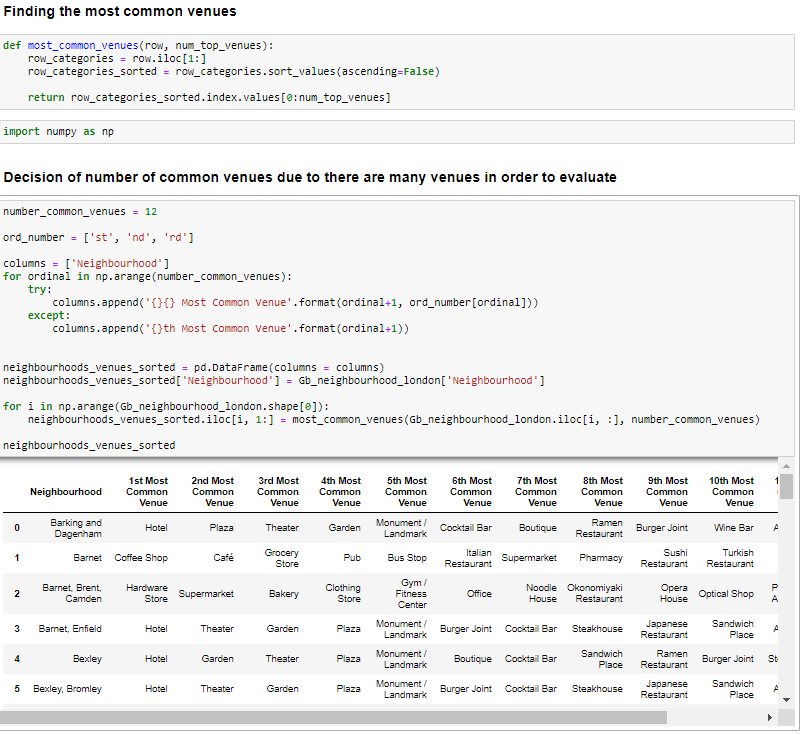 Finding the most common venues
def most_common_venues(row, num_top_venues):
    row_categories = row.iloc[1:]
    row_categories_sorted = row_categories.sort_values(ascending=False)
    return row_categories_sorted.index.values[0:num_top_venues]
import numpy as np
Decision of number of common venues due to there are many venues in order to evaluate
number_common_venues = 12
ord_number = ['st', 'nd', 'rd']
columns = ['Neighbourhood']
for ordinal in np.arange(number_common_venues):
    try:
        columns.append('{}{} Most Common Venue'.format(ordinal+1, ord_number[ordinal]))
    except:
        columns.append('{}th Most Common Venue'.format(ordinal+1))
neighbourhoods_venues_sorted = pd.DataFrame(columns = columns)
neighbourhoods_venues_sorted['Neighbourhood'] = Gb_neighbourhood_london['Neighbourhood']
for i in np.arange(Gb_neighbourhood_london.shape[0]):
    neighbourhoods_venues_sorted.iloc[i, 1:] = most_common_venues(Gb_neighbourhood_london.iloc[i, :], number_common_venues)
neighbourhoods_venues_sorted
Neighbourhood 1st Most Common Venue 2nd Most Common Venue 3rd Most Common Venue 4th Most Common Venue 5th Most Common Venue 6th Most Common Venue 7th Most Common Venue 8th Most Common Venue 9th Most Common Venue 10th Most Common Venue 1
0 Barking and Dagenham Hotel Plaza Theater Garden Monument / Landmark Cocktail Bar Boutique Ramen Restaurant Burger Joint Wine Bar A
1 Barnet Coffee Shop Café Grocery Store Pub Bus Stop Italian Restaurant Supermarket Pharmacy Sushi Restaurant Turkish Restaurant
2 Barnet, Brent, Camden Hardware Store Supermarket Bakery Clothing Store Gym / Fitness Center Office Noodle House Okonomiyaki Restaurant Opera House Optical Shop P A
3 Barnet, Enfield Hotel Theater Garden Plaza Monument / Landmark Burger Joint Cocktail Bar Steakhouse Japanese Restaurant Sandwich Place A
4 Bexley Hotel Garden Theater Plaza Monument / Landmark Boutique Cocktail Bar Sandwich Place Ramen Restaurant Burger Joint St
5 Bexley, Bromley Hotel Theater Garden Plaza Monument / Landmark Burger Joint Cocktail Bar Steakhouse Japanese Restaurant Sandwich Place A